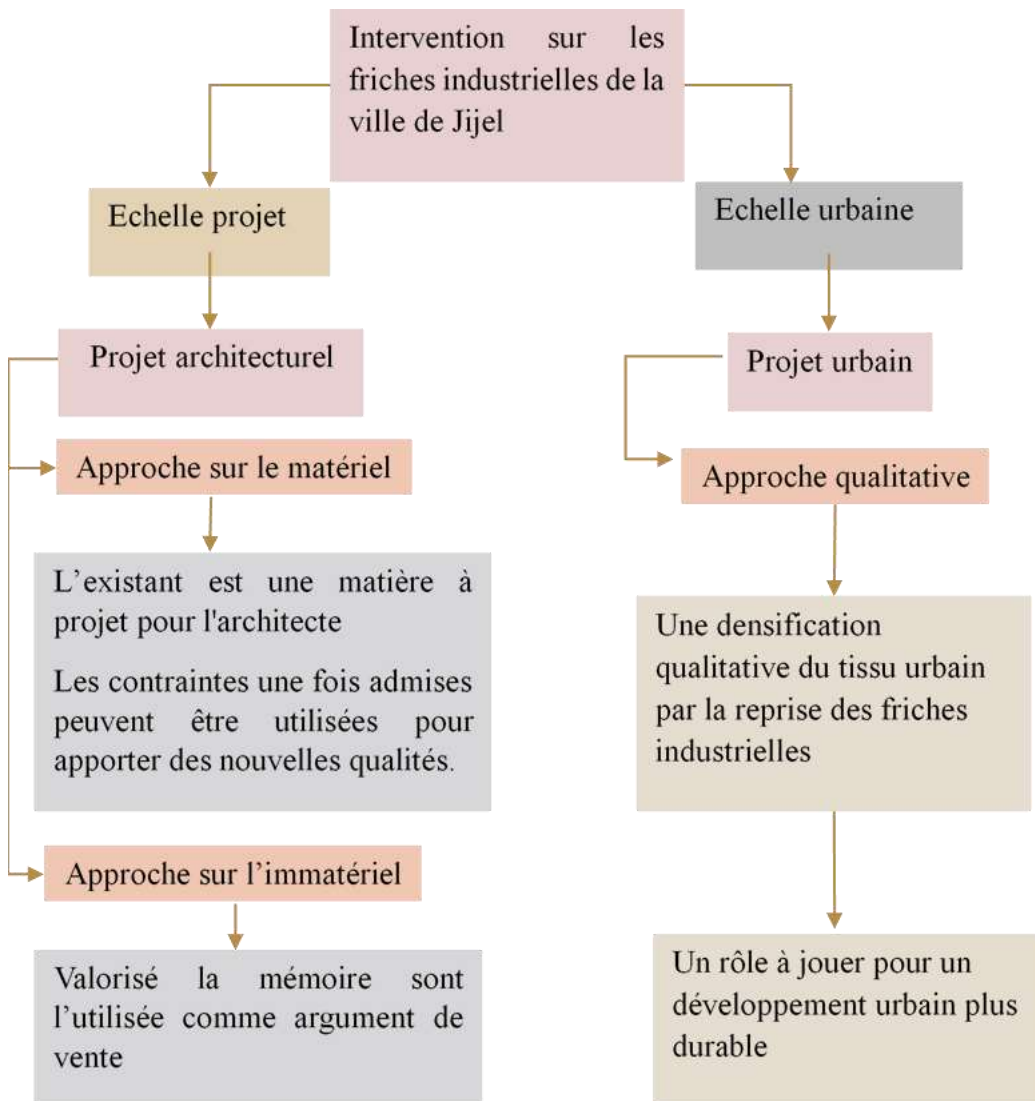 Intervention sur les
friches industrielles de la
ville de Jijel
Echelle projet
Echelle urbaine
Projet architecturel
Projet urbain
Approche sur le matériel
Approche qualitative
L'existant est une matière à
projet pour l'architecte
Les contraintes une fois admises
peuvent être utilisées pour
apporter des nouvelles qualités.
Une densification
qualitative du tissu urbain
par la reprise des friches
industrielles
Approche sur l'immatériel
Valorisé la mémoire sont
l'utilisée comme argument de
vente
Un rôle à jouer pour un
développement urbain plus
durable